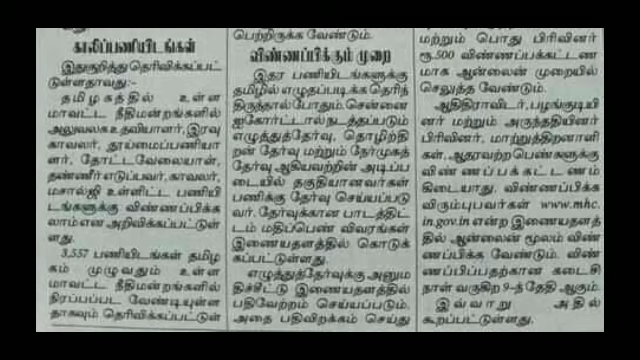 காலிப்பணியிடங்கள்
இதுகுறித்து தெரிவிக்கப்பட்
டுள்ளதாவது:-
தமிழகத்தில் உள்ள
மாவட்ட நீதிமன்றங்களில்
அலுவலக உதவியாளர், இரவு
காவலர், தூய்மைப்பணியா
ளர், தோட்டவேலையாள்,
தண்ணீர் எடுப்பவர், காவலர்,
மசால்ஜி உள்ளிட்ட பணியி
டங்களுக்கு விண்ணப்பிக்க
லாம் என அறிவிக்கப்பட்டுள்
ளது.
3,557 பணியிடங்கள் தமிழ
கம் முழுவதும் உள்ள
மாவட்ட நீதிமன்றங்களில்
நிரப்பப்பட வேண்டியுள்ள
தாகவும் தெரிவிக்கப்பட்டுள்
பெற்றிருக்க வேண்டும்.
விண்ணப்பிக்கும் முறை
இதர பணியிடங்களுக்கு
தமிழில் எழுதப்படிக்க தெரிந்
திருந்தால் போதும். சென்னை
ஐகோர்ட்டால் நடத்தப்படும்
எழுத்துத்தேர்வு, தொழிற்தி
றன் தேர்வு மற்றும் நேர்முகத்
தேர்வு ஆகியவற்றின் அடிப்ப
டையில் தகுதியானவர்கள்
பணிக்கு தேர்வு செய்யப்படு
வர். தேர்வுக்கான பாடத்திட்
டம் மதிப்பெண் விவரங்கள்
இணையதளத்தில் கொடுக்
கப்பட்டுள்ளது.
எழுத்துத்தேர்வுக்கு அனும
திச்சீட்டு இணையதளத்தில்
பதிவேற்றம் செய்யப்படும்.
அதை பதிவிறக்கம் செய்து
மற்றும் பொது பிரிவினர்
ரூ.500 விண்ணப்பக்கட்டண
மாக ஆன்லைன் முறையில்
செலுத்த வேண்டும்.
ஆதிதிராவிடர், பழங்குடியி
னர் மற்றும் அருந்ததியினர்
பிரிவினர், மாற்றுத்திறனாளி
கள், ஆதரவற்ற பெண்களுக்கு
விண்ணப்பக்கட்டணம்
கிடையாது. விண்ணப்பிக்க
விரும்புபவர்கள் www.mhc.
in.gov.in என்ற இணையதளத்
தில் ஆன்லைன் மூலம் விண்
ணப்பிக்க வேண்டும். விண்
ணப்பிப்பதற்கான கடைசி
நாள் வருகிற 9-ந்தேதி ஆகும்.
இவ்வாறு அதில்
கூறப்பட்டுள்ளது.